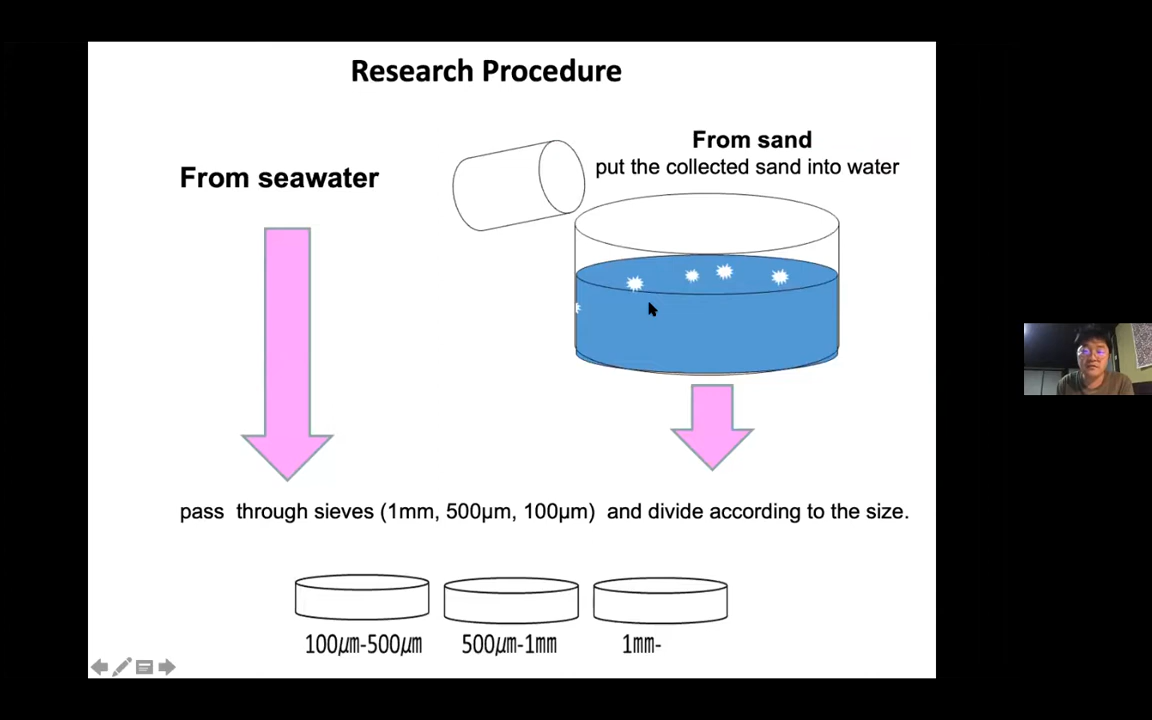 Research Procedure
From sand
put the collected sand into water
From seawater
pass  through sieves (1mm, 500μm, 100μm)  and divide according to the size.
100μm-500μm
500μm-1mm
1mm-